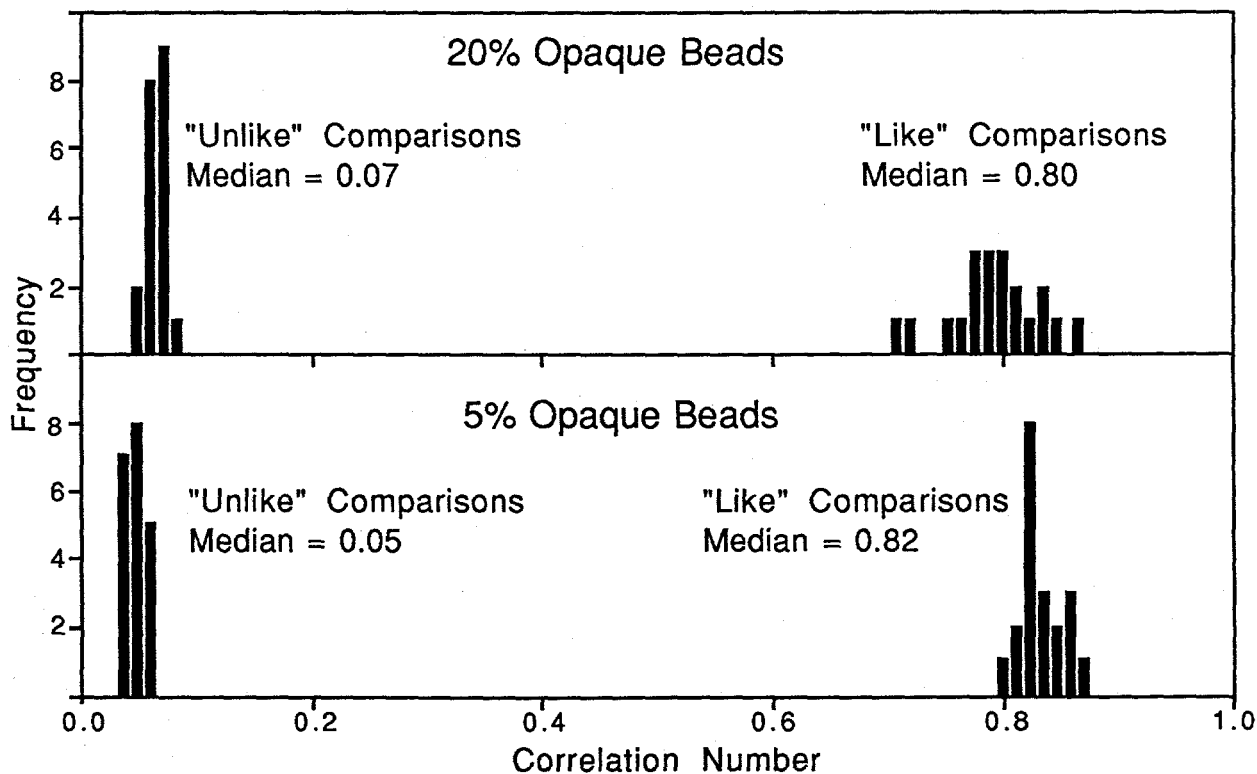 20% Opaque Beads
"Unlike" Comparisons
Median = 0.07
"Like" Comparisons
Median = 0.80
8
6
4
2
Frequency
5% Opaque Beads
"Unlike" Comparisons
Median = 0.05
"Like" Comparisons
Median = 0.82
8
6
4
2
0.0 0.2 0.4 0.6 0.8 1.0
Correlation Number